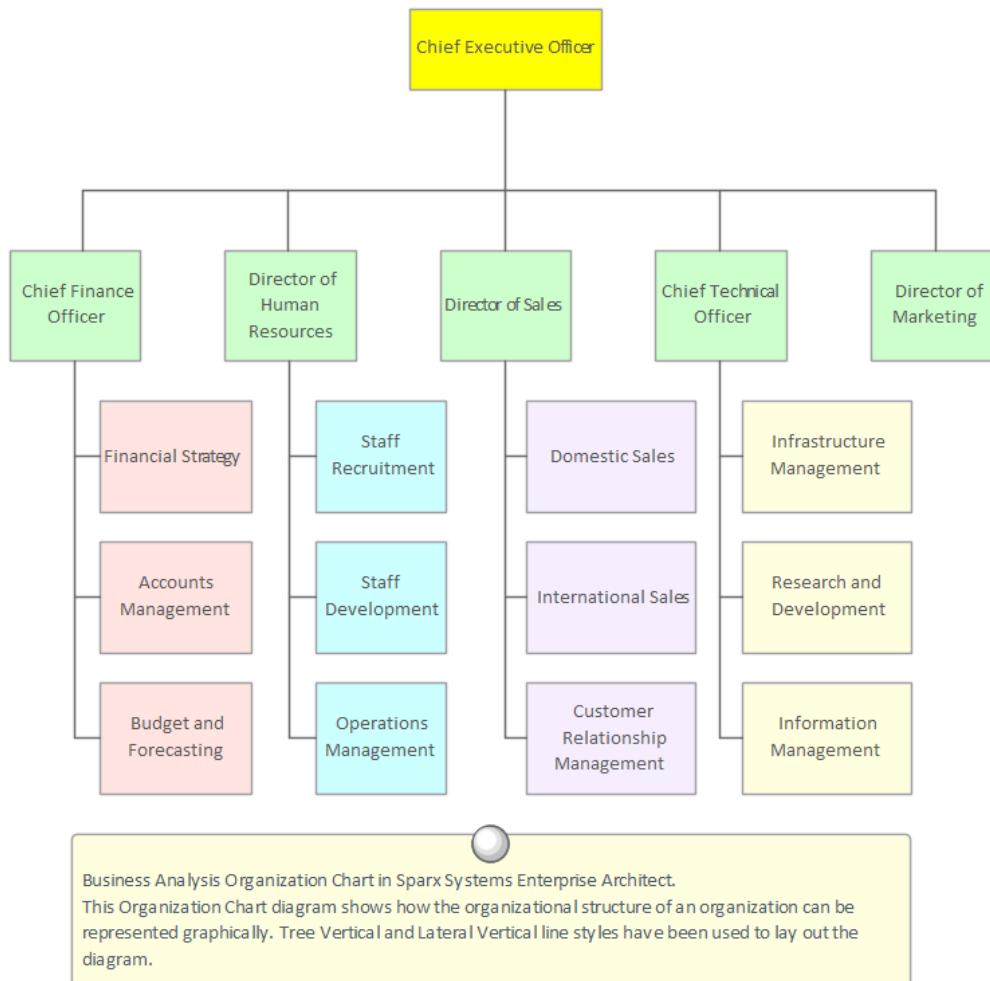 Chief Executive Officer
Chief Finance
Officer
Director of
Human
Resources
Director of Sales
Chief Technical
Officer
Director of
Marketing
Financial Strategy
Staff
Recruitment
Domestic Sales
Infrastructure
Management
Accounts
Management
Staff
Development
International Sales
Research and
Development
Budget and
Forecasting
Operations
Management
Customer
Relationship
Management
Information
Management
Business Analysis Organization Chart in Sparx Systems Enterprise Architect.
This Organization Chart diagram shows how the organizational structure of an organization can be
represented graphically. Tree Vertical and Lateral Vertical line styles have been used to lay out the
diagram.